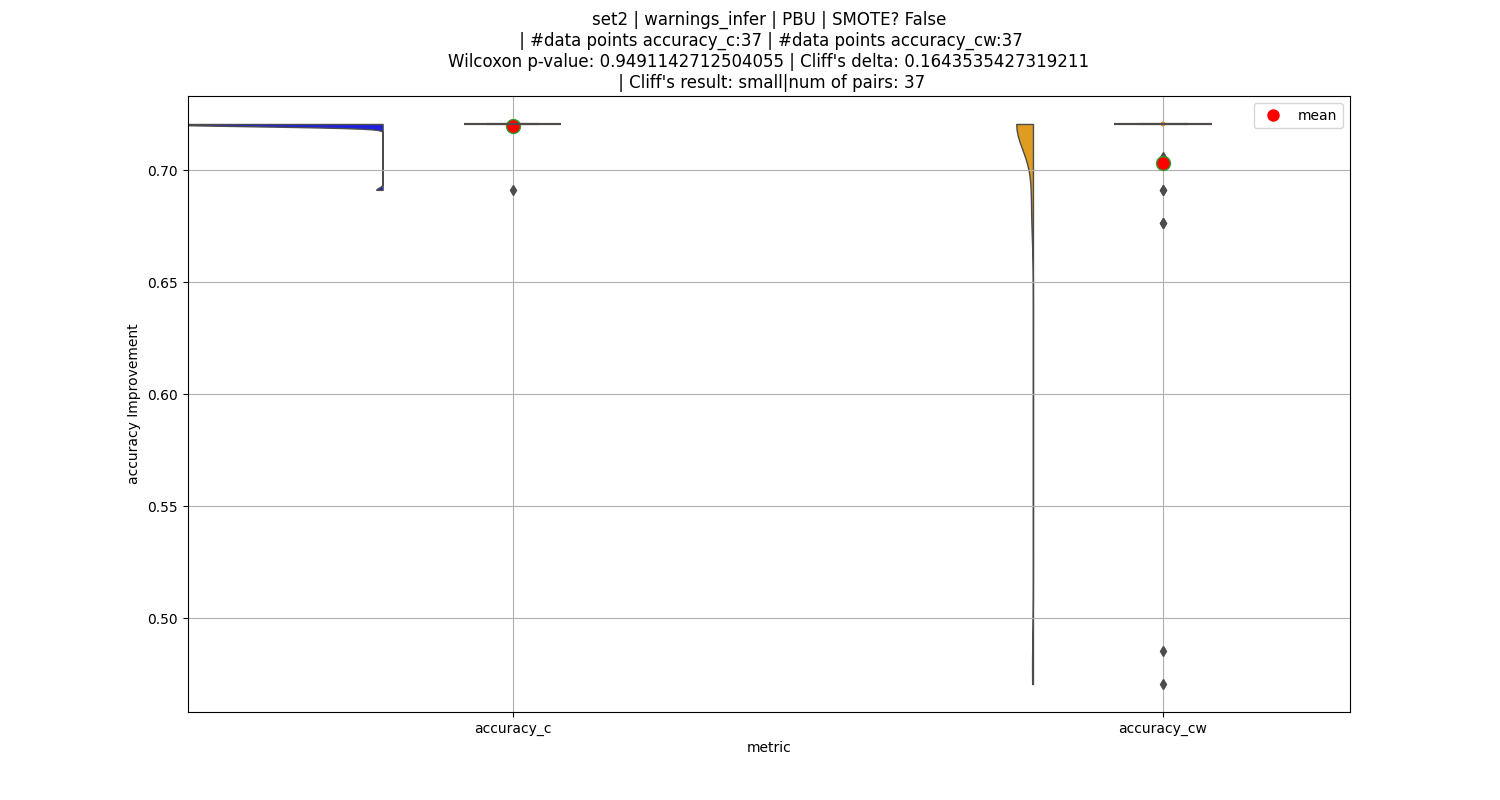 set2 | warnings_infer | PBU | SMOTE? False
| #data points accuracy_c:37 | #data points accuracy_cw:37
Wilcoxon p-value: 0.9491142712504055 | Cliff's delta: 0.1643535427319211
| Cliff's result: small|num of pairs: 37
mean
0.70
0.65
0.60
0.55
0.50
accuracy Improvement
accuracy_c
accuracy_cw
metric